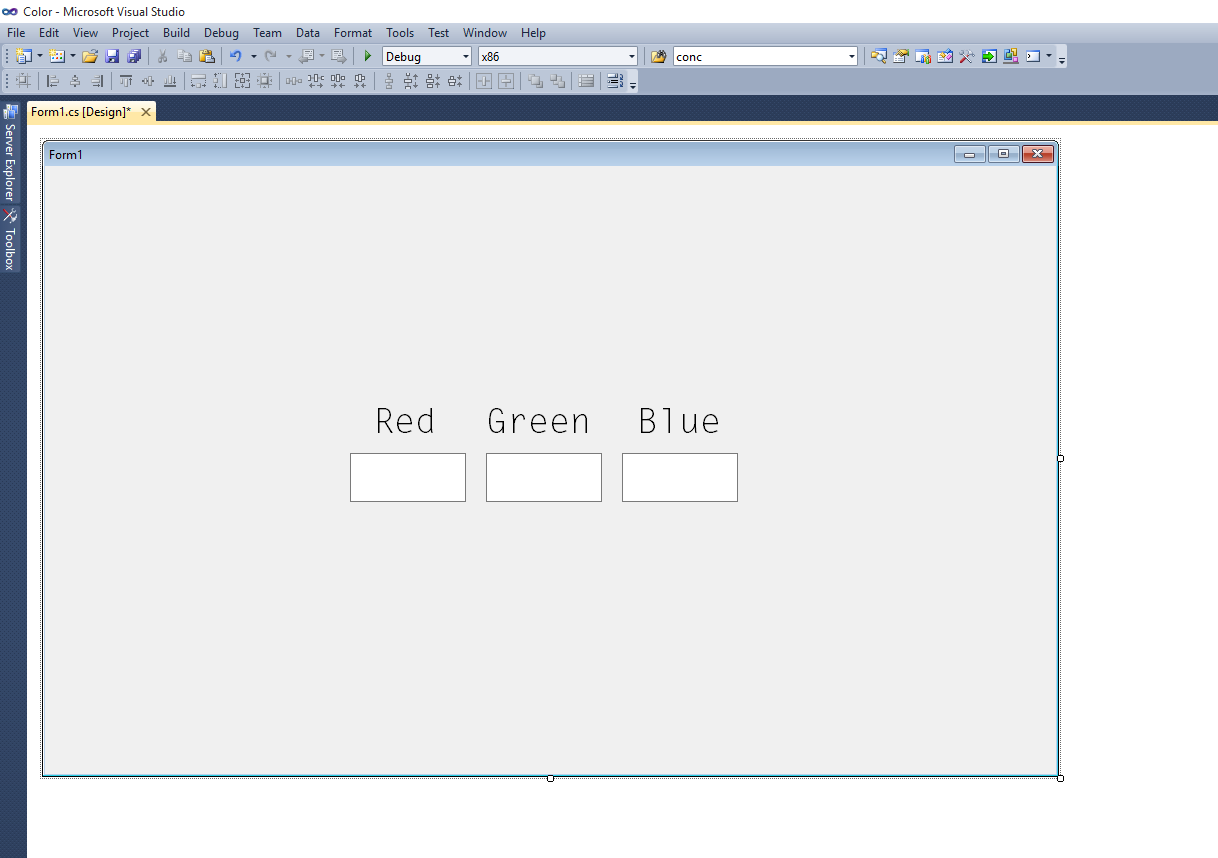 Color - Microsoft Visual Studio
File Edit View Project Build Debug Team Data Format Tools Test Window Help
Debug x86 conc
Form1.cs [Design]*
Server Explorer
Toolbox
Form1
Red Green Blue